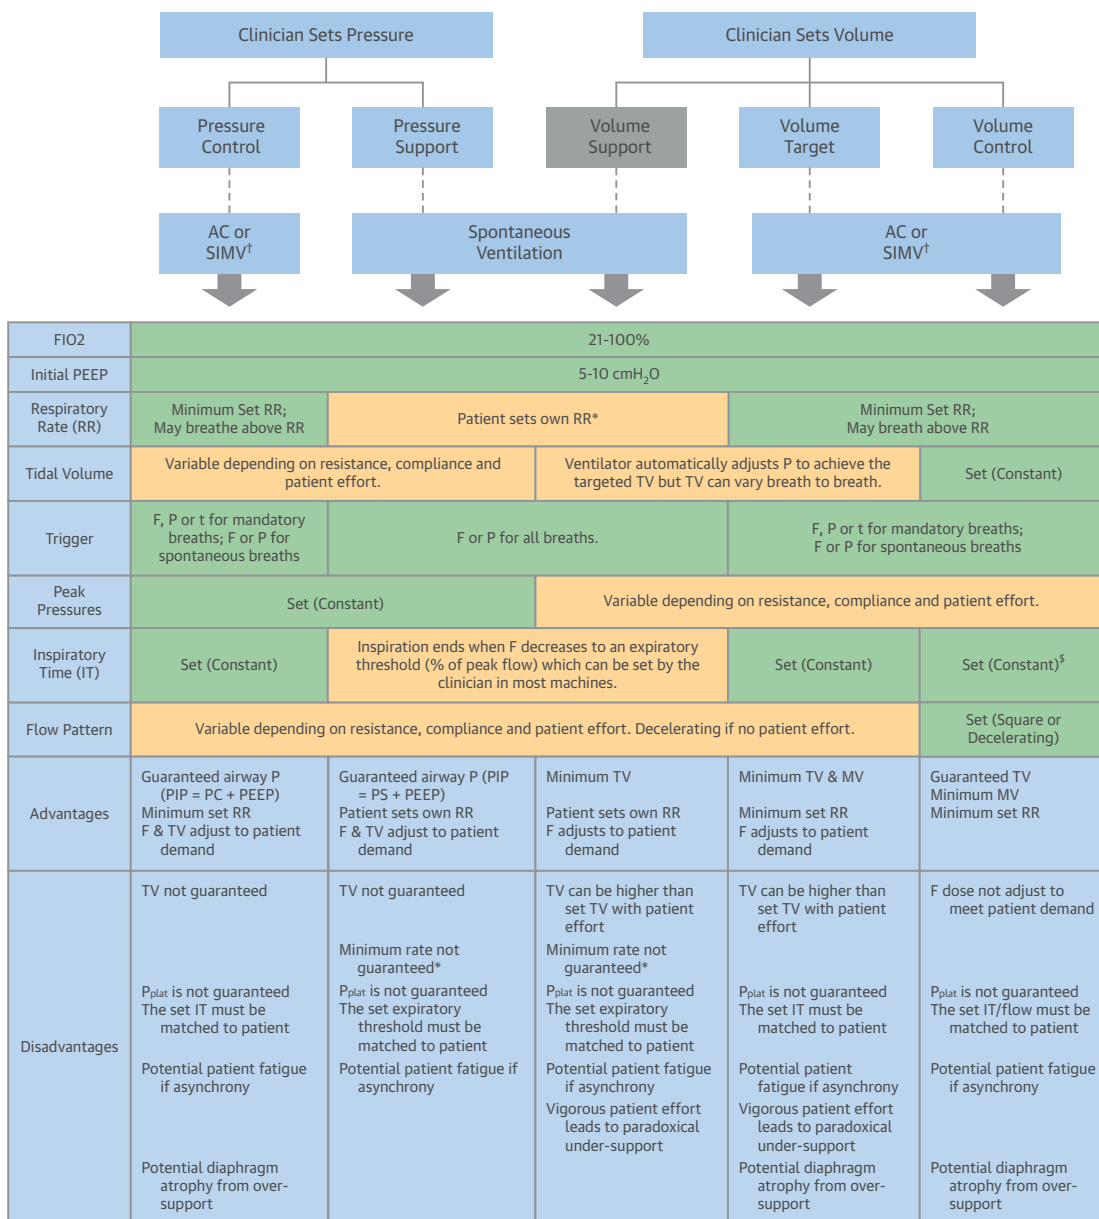 Clinician Sets Pressure
Clinician Sets Volume
Pressure
Control
Pressure
Support
Volume
Support
Volume
Target
Volume
Control
AC or
SIMV†
Spontaneous
Ventilation
AC or
SIMV†
FIO2
21-100%
Initial PEEP
5-10 cmH₂O
Respiratory
Rate (RR)
Minimum Set RR;
May breathe above RR
Patient sets own RR*
Minimum Set RR;
May breath above RR
Tidal Volume
Variable depending on resistance, compliance and
patient effort.
Ventilator automatically adjusts P to achieve the
targeted TV but TV can vary breath to breath.
Set (Constant)
Trigger
F, P or t for mandatory
breaths; F or P for
spontaneous breaths
F or P for all breaths.
F, P or t for mandatory breaths;
F or P for spontaneous breaths
Peak
Pressures
Set (Constant)
Variable depending on resistance, compliance and patient effort.
Inspiratory
Time (IT)
Set (Constant)
Inspiration ends when F decreases to an expiratory
threshold (% of peak flow) which can be set by the
clinician in most machines.
Set (Constant)
Set (Constant)$
Flow Pattern
Variable depending on resistance, compliance and patient effort. Decelerating if no patient effort.
Set (Square or
Decelerating)
Advantages
Guaranteed airway P
(PIP = PC + PEEP)
Minimum set RR
F & TV adjust to patient
demand
Guaranteed airway P (PIP
= PS + PEEP)
Patient sets own RR
F & TV adjust to patient
demand
Minimum TV
Patient sets own RR
F adjusts to patient
demand
Minimum TV & MV
Minimum set RR
F adjusts to patient
demand
Guaranteed TV
Minimum MV
Minimum set RR
Disadvantages
TV not guaranteed
Pplat is not guaranteed
The set IT must be
matched to patient
Potential patient fatigue
if asynchrony
Potential diaphragm
atrophy from over-
support
TV not guaranteed
Minimum rate not
guaranteed*
Pplat is not guaranteed
The set expiratory
threshold must be
matched to patient
Potential patient fatigue if
asynchrony
TV can be higher than
set TV with patient
effort
Minimum rate not
guaranteed*
Pplat is not guaranteed
The set expiratory
threshold must be
matched to patient
Potential patient fatigue
if asynchrony
Vigorous patient effort
leads to paradoxical
under-support
TV can be higher than
set TV with patient
effort
Pplat is not guaranteed
The set IT must be
matched to patient
Potential patient
fatigue if asynchrony
Vigorous patient effort
leads to paradoxical
under-support
Potential diaphragm
atrophy from over-
support
F dose not adjust to
meet patient demand
Pplat is not guaranteed
The set IT/flow must be
matched to patient
Potential patient fatigue
if asynchrony
Potential diaphragm
atrophy from over-
support